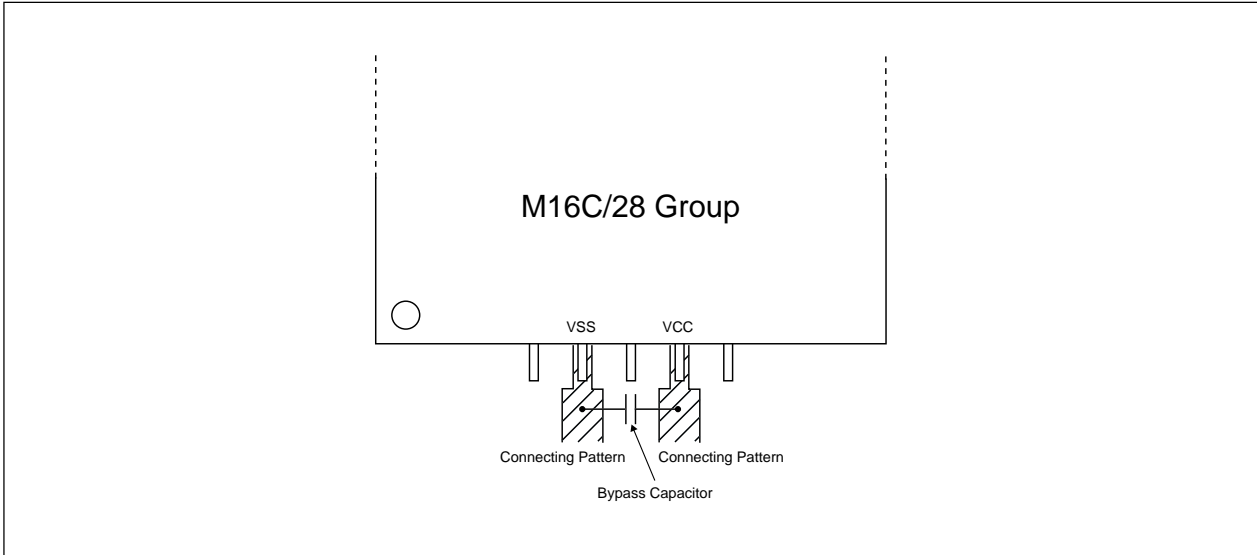 M16C/28 Group
VSS VCC
Connecting Pattern Connecting Pattern
Bypass Capacitor